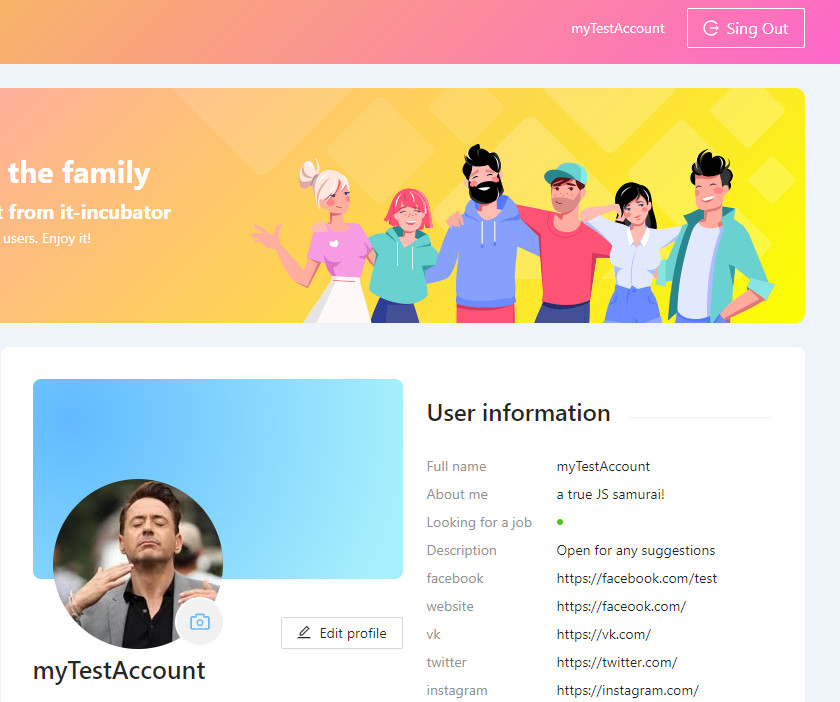 myTestAccount
Sing Out
the family
t from it-incubator
users. Enjoy it!
User information
Full name myTestAccount
About me a true JS samurai!
Looking for a job
Description Open for any suggestions
facebook https://facebook.com/test
website https://faceook.com/
vk https://vk.com/
twitter https://twitter.com/
instagram https://instagram.com/
Edit profile
myTestAccount